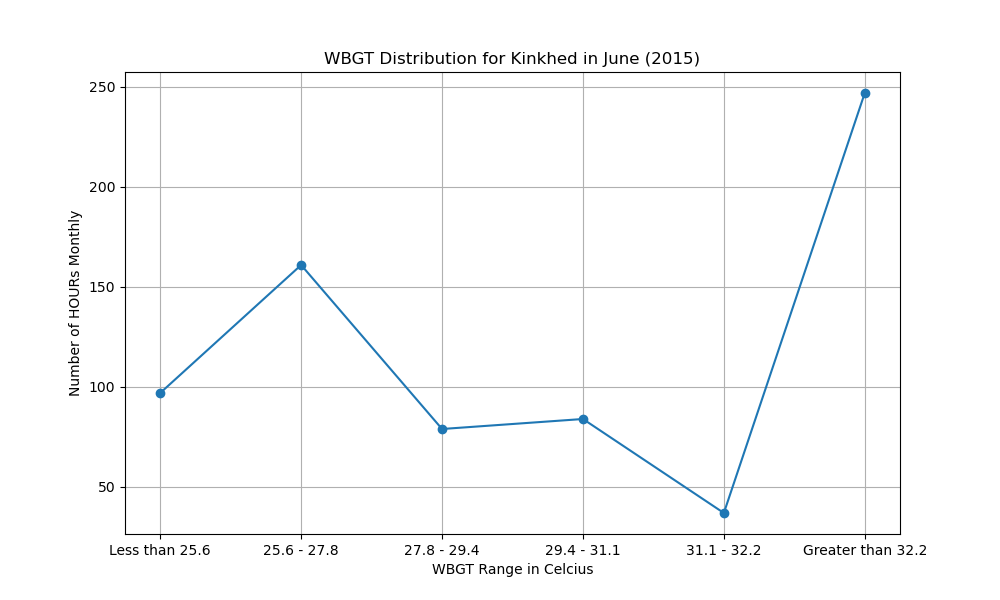 WBGT Distribution for Kinkhed in June (2015)
Number of HOURs Monthly
250
200
150
100
50
Less than 25.6
25.6 - 27.8
27.8 - 29.4
29.4 - 31.1
31.1 - 32.2
Greater than 32.2
WBGT Range in Celcius